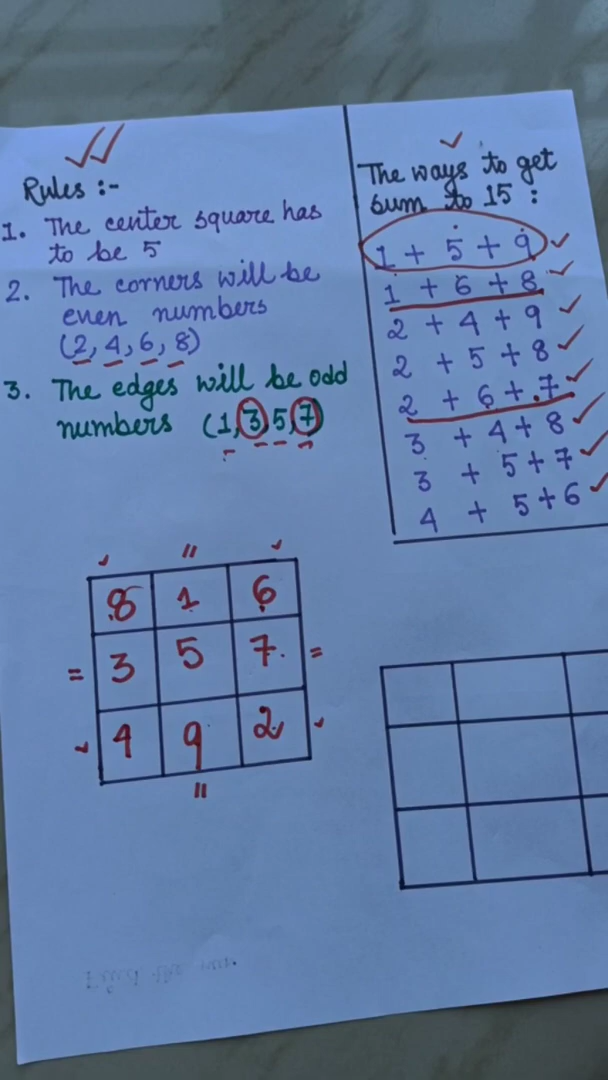 Rules :-
1. The center square has
to be 5
2. The corners will be
even numbers
(2, 4, 6, 8)
3. The edges will be odd
numbers (1, 3, 5, 7)
The ways to get
sum to 15 :
1 + 5 + 9
1 + 6 + 8
2 + 4 + 9
2 + 5 + 8
2 + 6 + 7
3 + 4 + 8
3 + 5 + 7
4 + 5 + 6
8 1 6
3 5 7
4 9 2